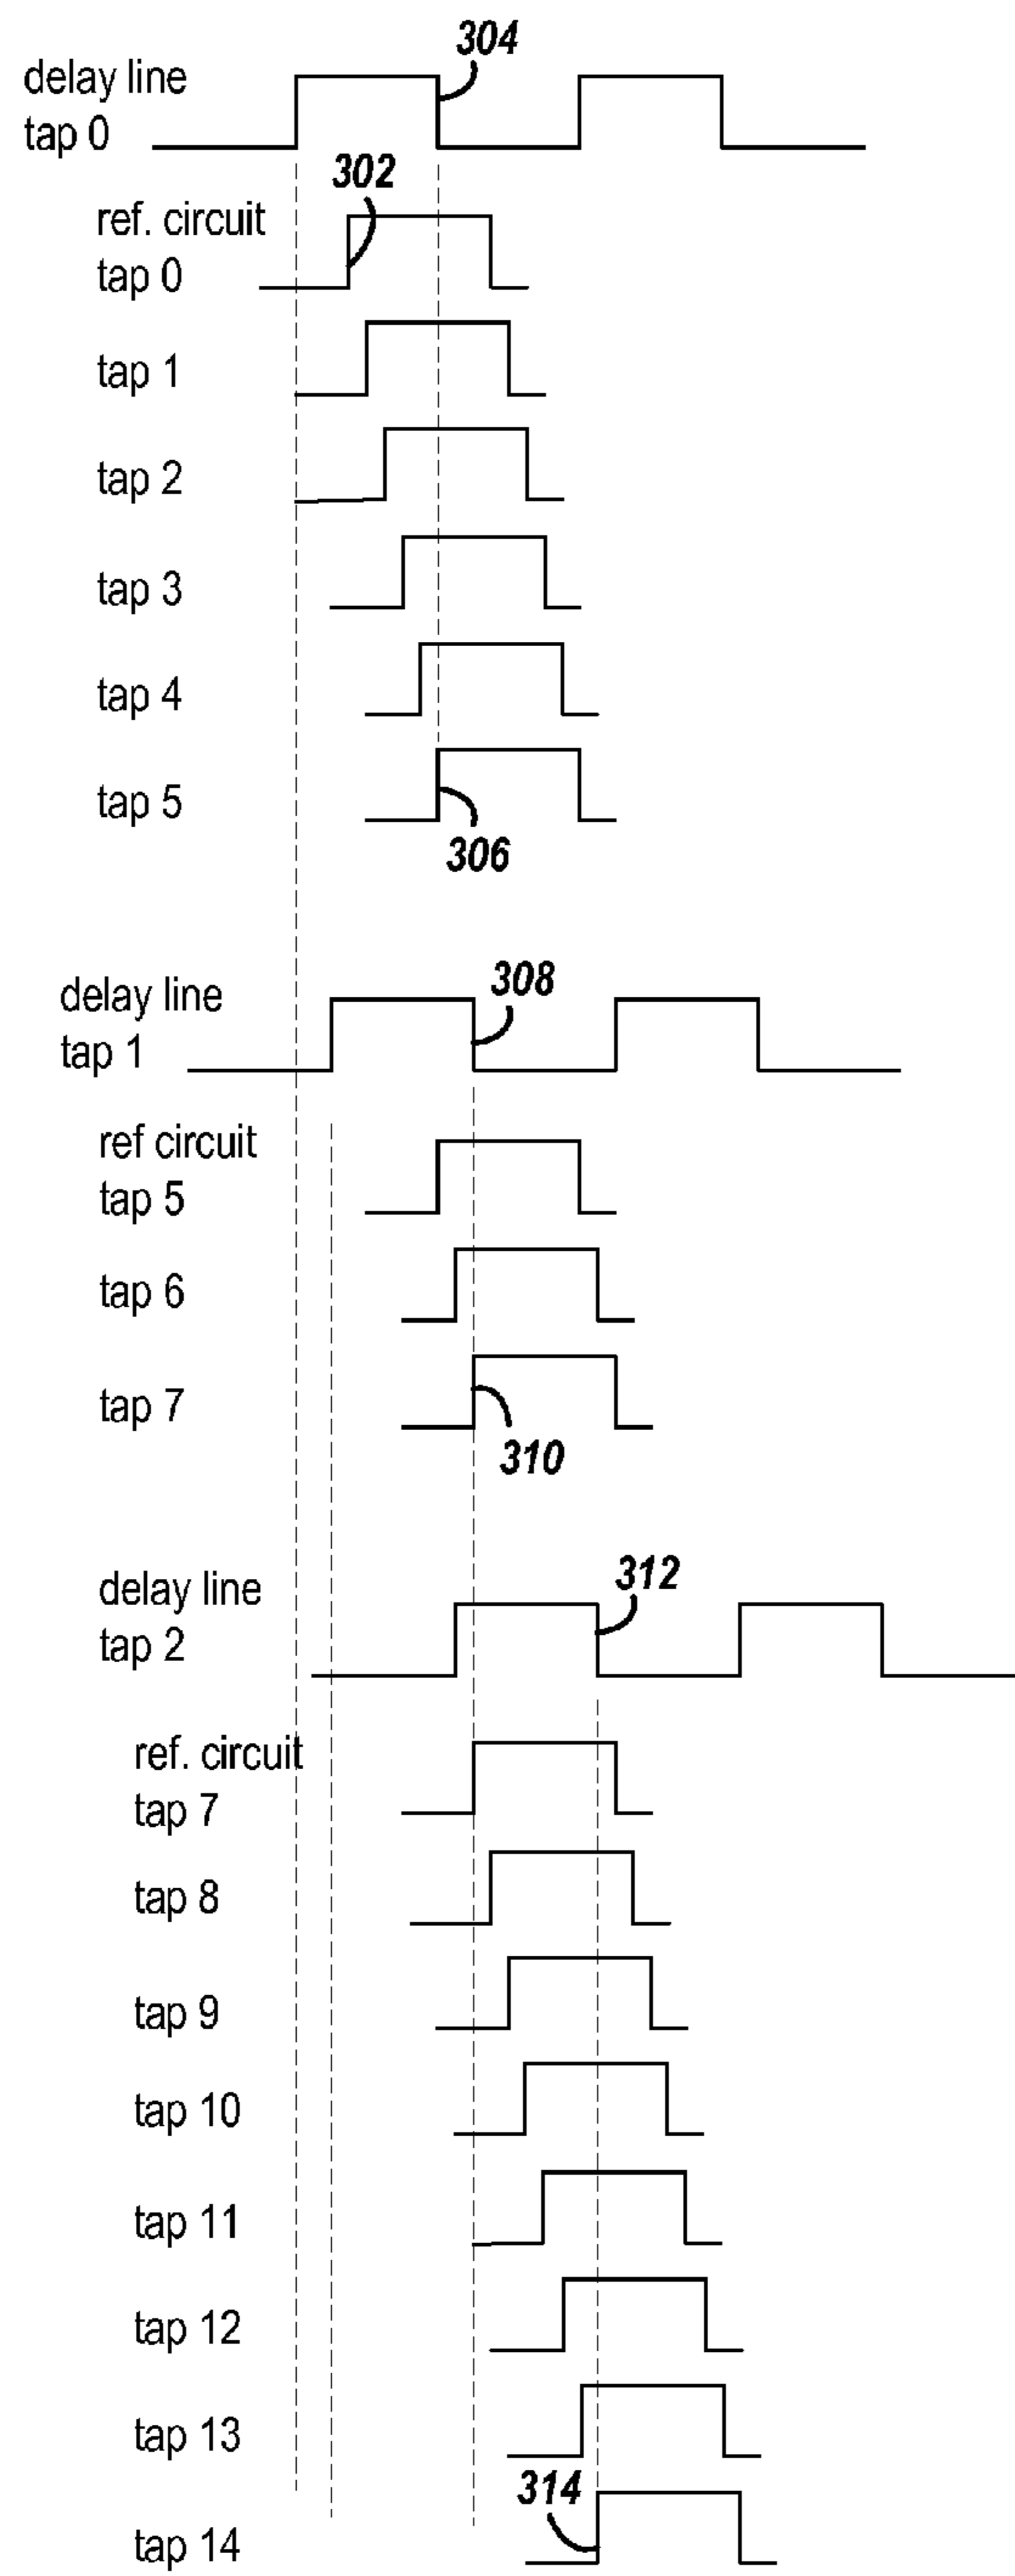 304
delay line
tap 0
302
ref. circuit
tap 0
tap 1
tap 2
tap 3
tap 4
tap 5
306
308
delay line
tap 1
ref circuit
tap 5
tap 6
tap 7
310
312
delay line
tap 2
ref. circuit
tap 7
tap 8
tap 9
tap 10
tap 11
tap 12
tap 13
314
tap 14